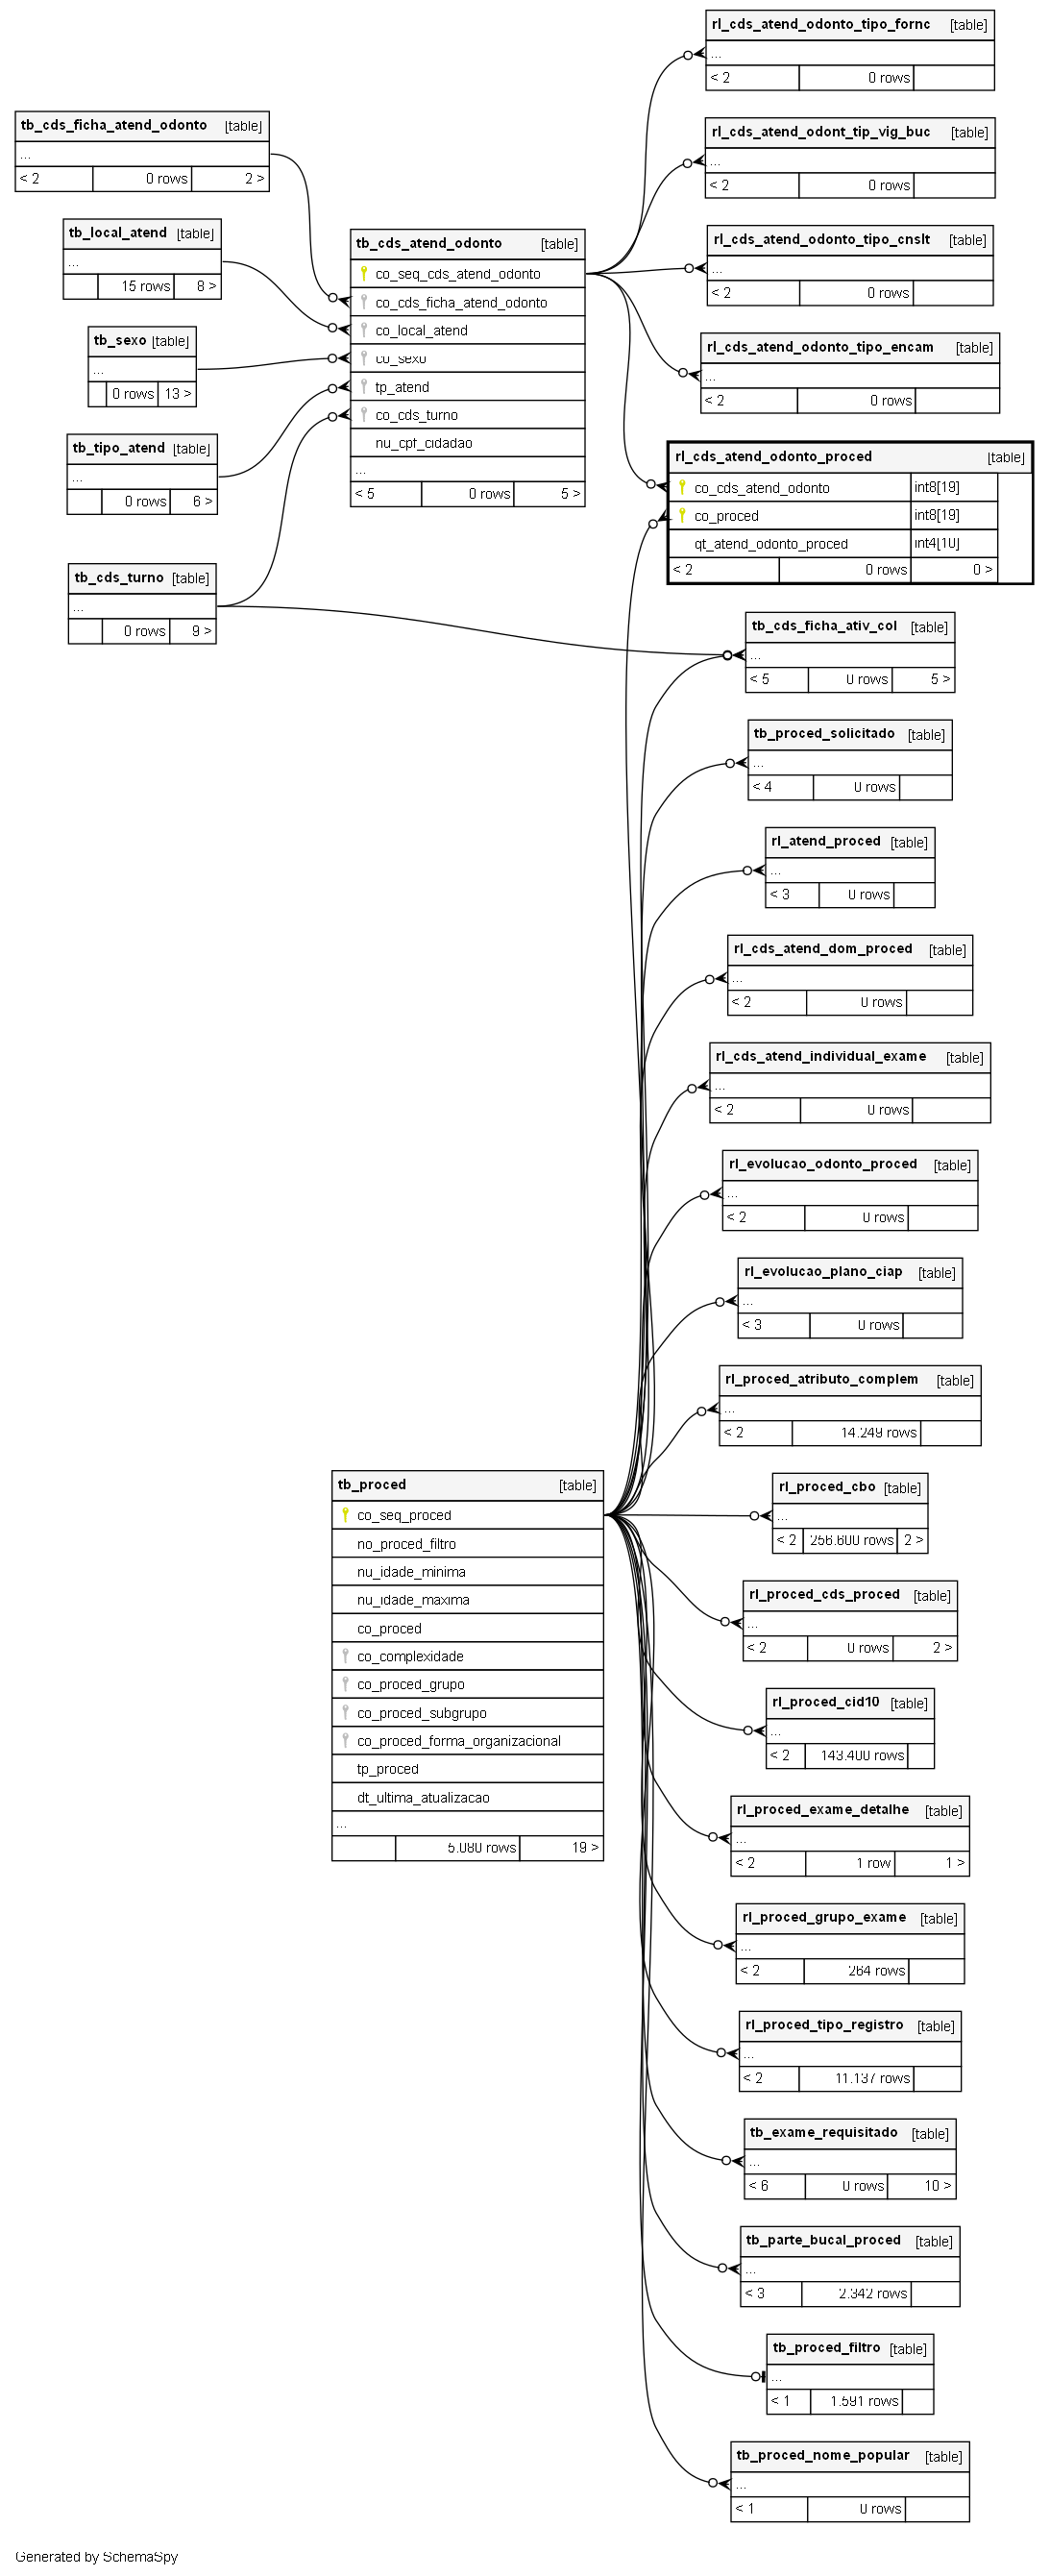 rl_cds_atend_odonto_tipo_fornc [table]
...
< 2 0 rows
tb_cds_ficha_atend_odonto [table]
...
< 2 0 rows 2 >
rl_cds_atend_odont_tip_vig_buc [table]
...
< 2 0 rows
tb_local_atend [table]
...
15 rows 8 >
rl_cds_atend_odonto_tipo_cnslt [table]
...
< 2 0 rows
tb_sexo [table]
...
0 rows 13 >
tb_cds_atend_odonto [table]
co_seq_cds_atend_odonto
co_cds_ficha_atend_odonto
co_local_atend
co_sexo
tp_atend
co_cds_turno
nu_cpf_cidadao
...
< 5 0 rows 5 >
rl_cds_atend_odonto_tipo_encam [table]
...
< 2 0 rows
tb_tipo_atend [table]
...
0 rows 6 >
rl_cds_atend_odonto_proced [table]
co_cds_atend_odonto int8[19]
co_proced int8[19]
qt_atend_odonto_proced int4[10]
< 2 0 rows 0 >
tb_cds_turno [table]
...
0 rows 9 >
tb_cds_ficha_ativ_col [table]
...
< 5 0 rows 5 >
tb_proced_solicitado [table]
...
< 4 0 rows
rl_atend_proced [table]
...
< 3 0 rows
rl_cds_atend_dom_proced [table]
...
< 2 0 rows
rl_cds_atend_individual_exame [table]
...
< 2 0 rows
rl_evolucao_odonto_proced [table]
...
< 2 0 rows
rl_evolucao_plano_ciap [table]
...
< 3 0 rows
rl_proced_atributo_complem [table]
...
< 2 14.249 rows
tb_proced [table]
co_seq_proced
no_proced_filtro
nu_idade_minima
nu_idade_maxima
co_proced
co_complexidade
co_proced_grupo
co_proced_subgrupo
co_proced_forma_organizacional
tp_proced
dt_ultima_atualizacao
...
5.080 rows 19 >
rl_proced_cbo [table]
...
< 2 256.600 rows 2 >
rl_proced_cds_proced [table]
...
< 2 0 rows 2 >
rl_proced_cid10 [table]
...
< 2 143.400 rows
rl_proced_exame_detalhe [table]
...
< 2 1 row 1 >
rl_proced_grupo_exame [table]
...
< 2 264 rows
rl_proced_tipo_registro [table]
...
< 2 11.137 rows
tb_exame_requisitado [table]
...
< 6 0 rows 10 >
tb_parte_bucal_proced [table]
...
< 3 2.342 rows
tb_proced_filtro [table]
...
< 1 1.591 rows
tb_proced_nome_popular [table]
...
< 1 0 rows
Generated by SchemaSpy